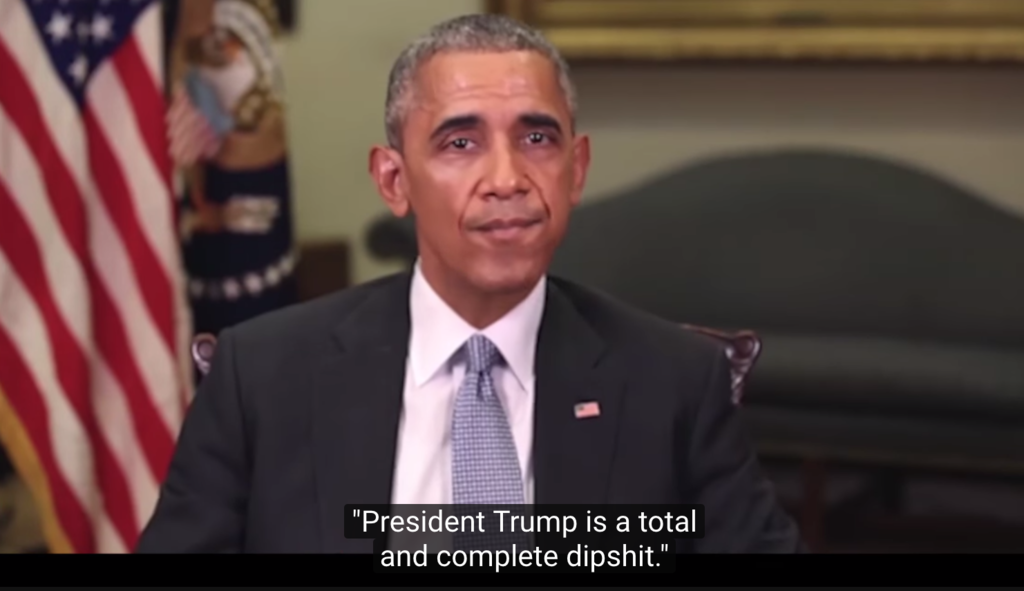 "President Trump is a total
and complete dipshit."